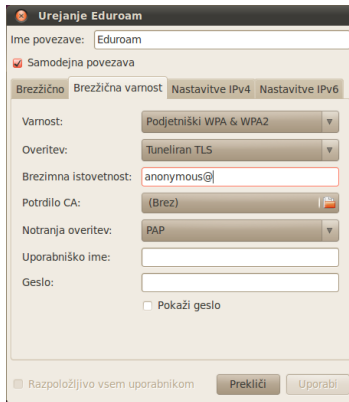 Urejanje Eduroam
Ime povezave: Eduroam
Samodejna povezava
Brezžično Brezžična varnost Nastavitve IPv4 Nastavitve IPv6
Varnost: Podjetniški WPA & WPA2
Overitev: Tuneliran TLS
Brezimna istovetnost: anonymous@
Potrdilo CA: (Brez)
Notranja overitev: PAP
Uporabniško ime:
Geslo:
Pokaži geslo
Razpoložljivo vsem uporabnikom Prekliči Uporabi